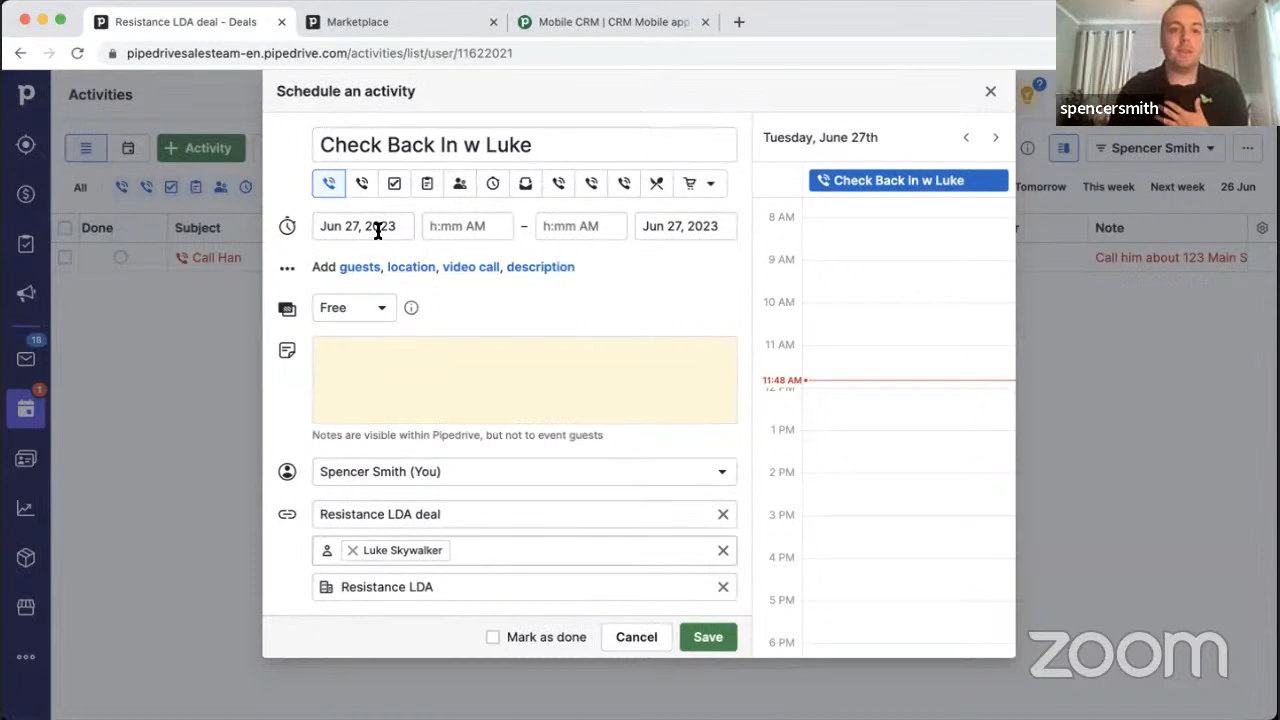 Resistance LDA deal - Deals
Marketplace
Mobile CRM | CRM Mobile app
pipedrivesalesteam-en.pipedrive.com/activities/list/user/11622021
spencersmith
Activities
Schedule an activity
Activity
Spencer Smith
All
Tomorrow
This week
Next week
26 Jun
Done
Subject
Note
Call Han
Call him about 123 Main S
18
1
Check Back In w Luke
Jun 27, 2023
h:mm AM
–
h:mm AM
Jun 27, 2023
Add guests, location, video call, description
Free
Notes are visible within Pipedrive, but not to event guests
Spencer Smith (You)
Resistance LDA deal
Luke Skywalker
Resistance LDA
Mark as done
Cancel
Save
Tuesday, June 27th
Check Back In w Luke
8 AM
9 AM
10 AM
11 AM
11:48 AM
12 PM
1 PM
2 PM
3 PM
4 PM
5 PM
6 PM
zoom